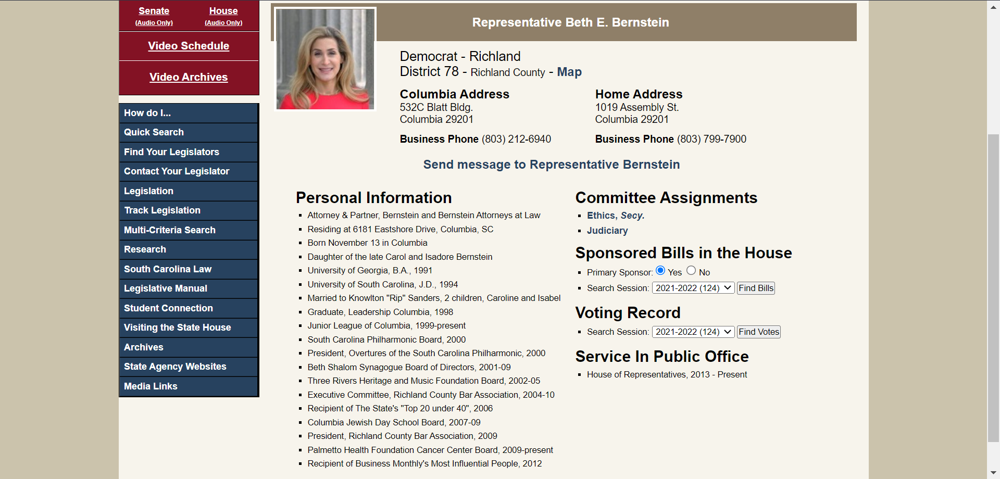 Senate House
(Audio Only) (Audio Only)
Video Schedule
Video Archives
How do I...
Quick Search
Find Your Legislators
Contact Your Legislator
Legislation
Track Legislation
Multi-Criteria Search
Research
South Carolina Law
Legislative Manual
Student Connection
Visiting the State House
Archives
State Agency Websites
Media Links
Representative Beth E. Bernstein
Democrat - Richland
District 78 - Richland County - Map
Columbia Address
532C Blatt Bldg.
Columbia 29201
Business Phone (803) 212-6940
Home Address
1019 Assembly St.
Columbia 29201
Business Phone (803) 799-7900
Send message to Representative Bernstein
Personal Information
Attorney & Partner, Bernstein and Bernstein Attorneys at Law
Residing at 6181 Eastshore Drive, Columbia, SC
Born November 13 in Columbia
Daughter of the late Carol and Isadore Bernstein
University of Georgia, B.A., 1991
University of South Carolina, J.D., 1994
Married to Knowlton "Rip" Sanders, 2 children, Caroline and Isabel
Graduate, Leadership Columbia, 1998
Junior League of Columbia, 1999-present
South Carolina Philharmonic Board, 2000
President, Overtures of the South Carolina Philharmonic, 2000
Beth Shalom Synagogue Board of Directors, 2001-09
Three Rivers Heritage and Music Foundation Board, 2002-05
Executive Committee, Richland County Bar Association, 2004-10
Recipient of The State's "Top 20 under 40", 2006
Columbia Jewish Day School Board, 2007-09
President, Richland County Bar Association, 2009
Palmetto Health Foundation Cancer Center Board, 2009-present
Recipient of Business Monthly's Most Influential People, 2012
Committee Assignments
Ethics, Secy.
Judiciary
Sponsored Bills in the House
Primary Sponsor: Yes No
Search Session: 2021-2022 (124) Find Bills
Voting Record
Search Session: 2021-2022 (124) Find Votes
Service In Public Office
House of Representatives, 2013 - Present